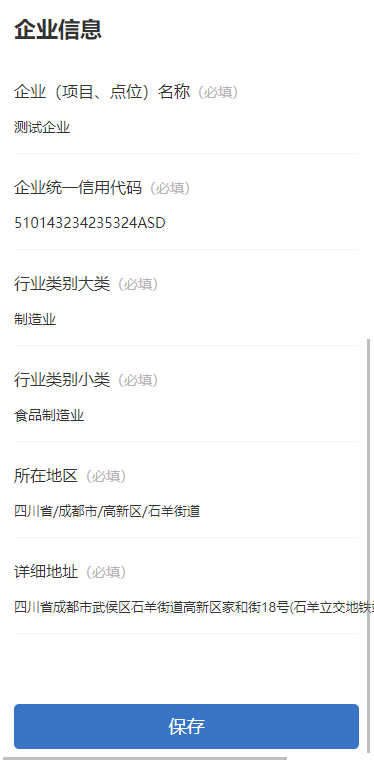 企业信息
企业（项目、点位）名称（必填）
测试企业
企业统一信用代码（必填）
510143234235324ASD
行业类别大类（必填）
制造业
行业类别小类（必填）
食品制造业
所在地区（必填）
四川省/成都市/高新区/石羊街道
详细地址（必填）
四川省成都市武侯区石羊街道高新区家和街18号(石羊立交地铁
保存